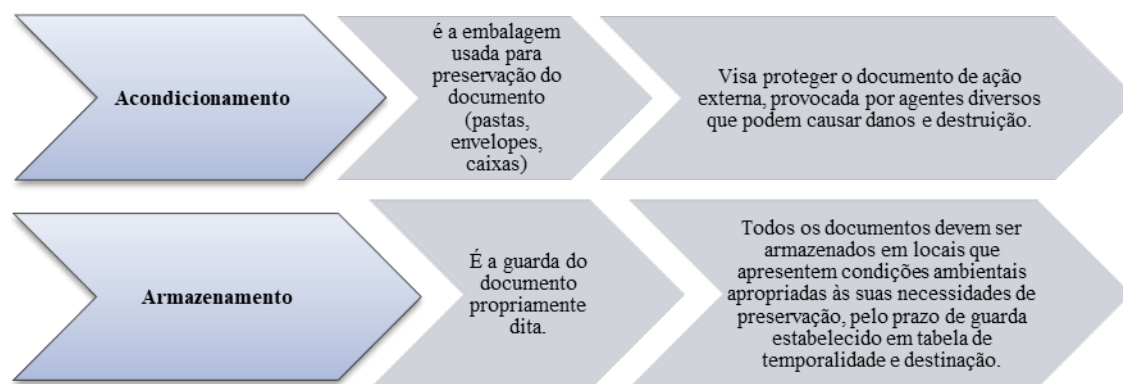 Acondicionamento
é a embalagem
usada para
preservação do
documento
(pastas,
envelopes,
caixas)
Visa proteger o documento de ação
externa, provocada por agentes diversos
que podem causar danos e destruição.
Armazenamento
É a guarda do
documento
propriamente
dita.
Todos os documentos devem ser
armazenados em locais que
apresentem condições ambientais
apropriadas às suas necessidades de
preservação, pelo prazo de guarda
estabelecido em tabela de
temporalidade e destinação.